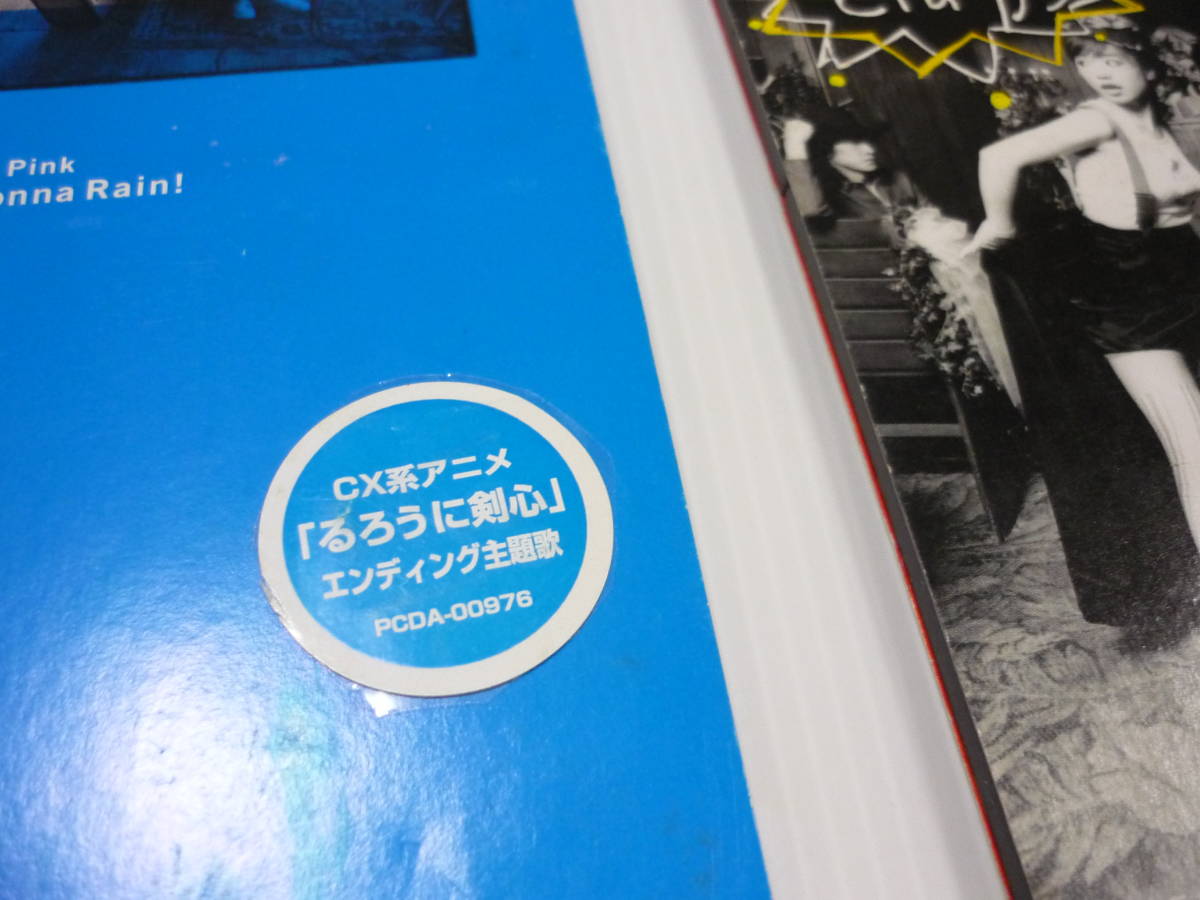 Pink
onna Rain!
CX系アニメ
「るろうに剣心」
エンディング主題歌
PCDA-00976